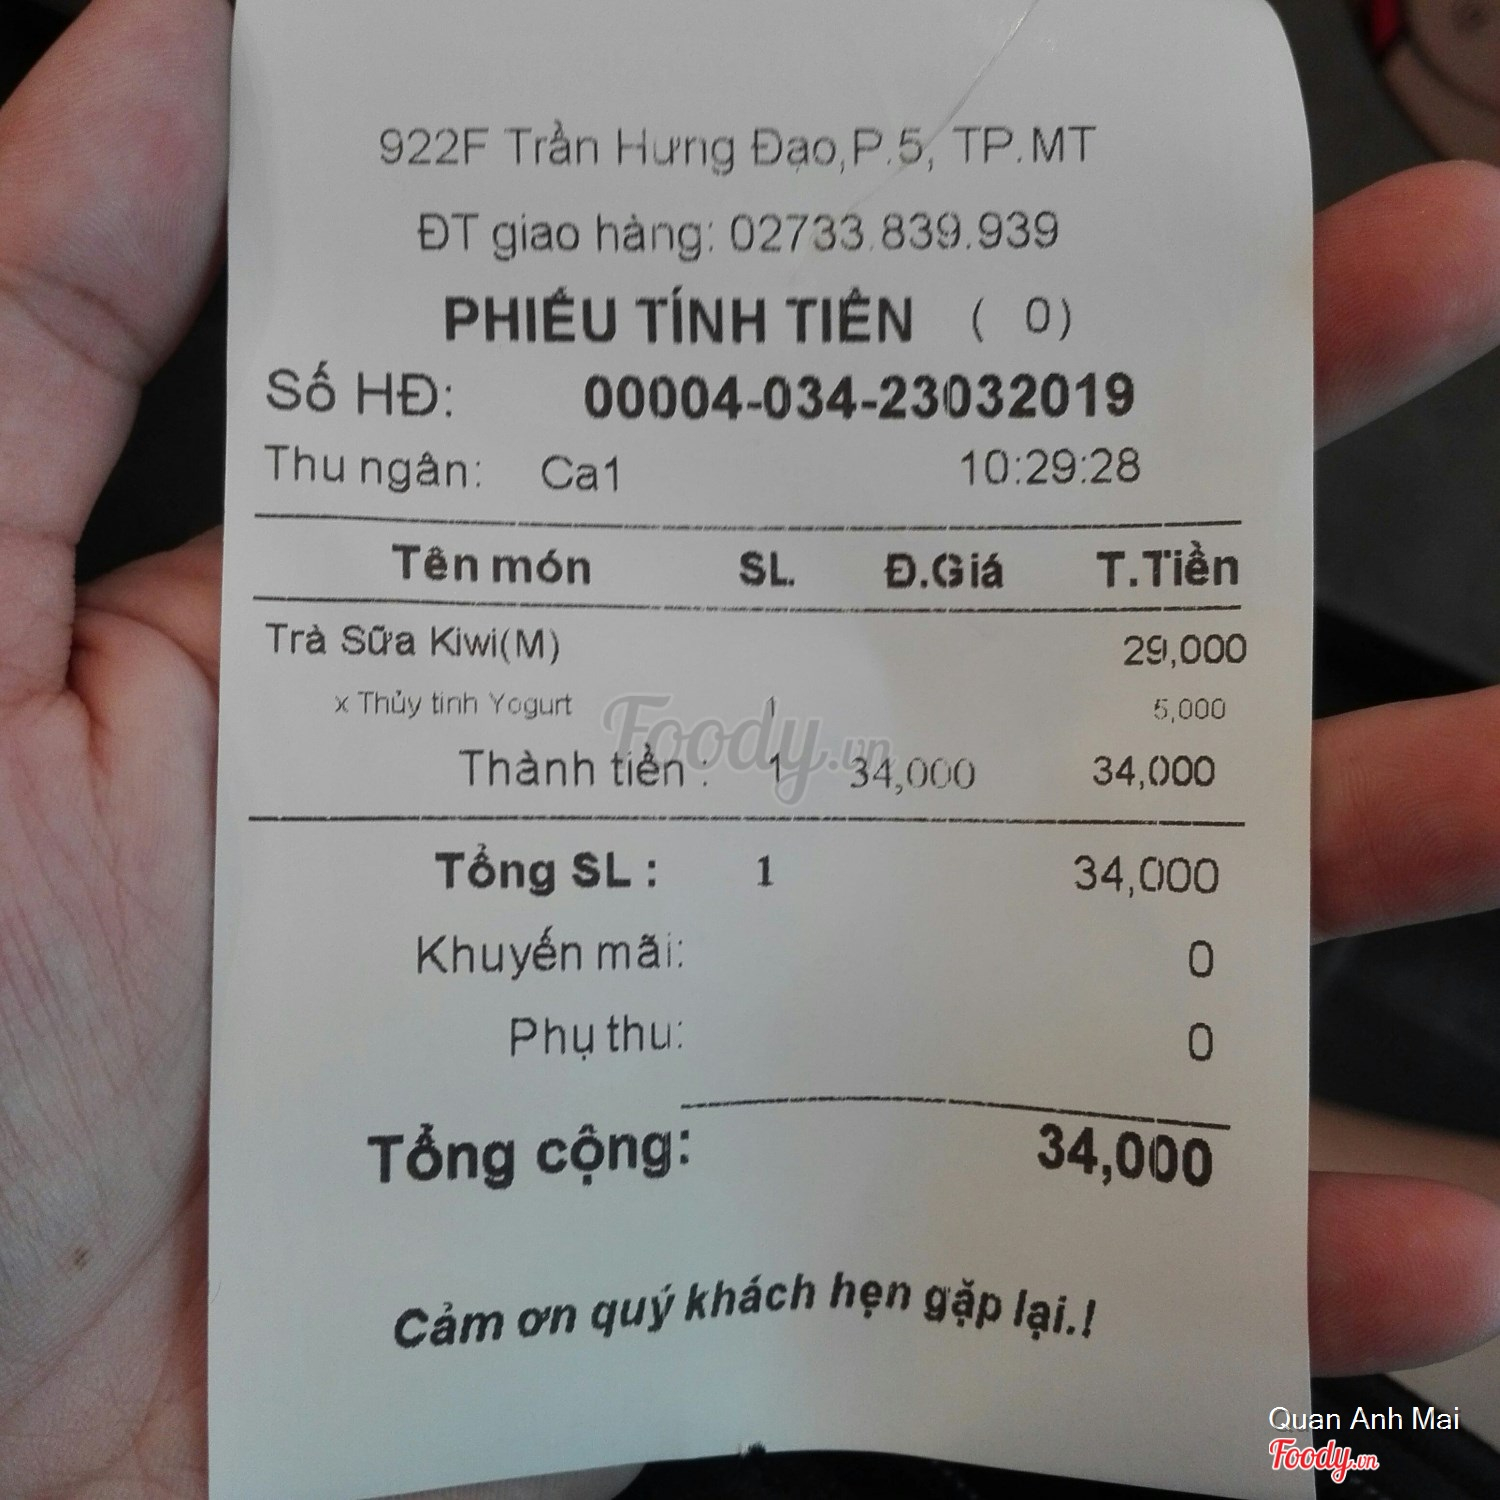 922F Trần Hưng Đạo,P.5, TP.MT
ĐT giao hàng: 02733.839.939
PHIẾU TÍNH TIỀN ( 0)
Số HĐ: 00004-034-23032019
Thu ngân: Ca1 10:29:28
Tên món SL. Đ.Giá T.Tiền
Trà Sữa Kiwi(M) 29,000
x Thủy tinh Yogurt 1 5,000
Thành tiền : 1 34,000 34,000
Tổng SL : 1 34,000
Khuyến mãi: 0
Phụ thu: 0
Tổng cộng: 34,000
Cảm ơn quý khách hẹn gặp lại.!
Foody.vn
Quan Anh Mai
Foody.vn